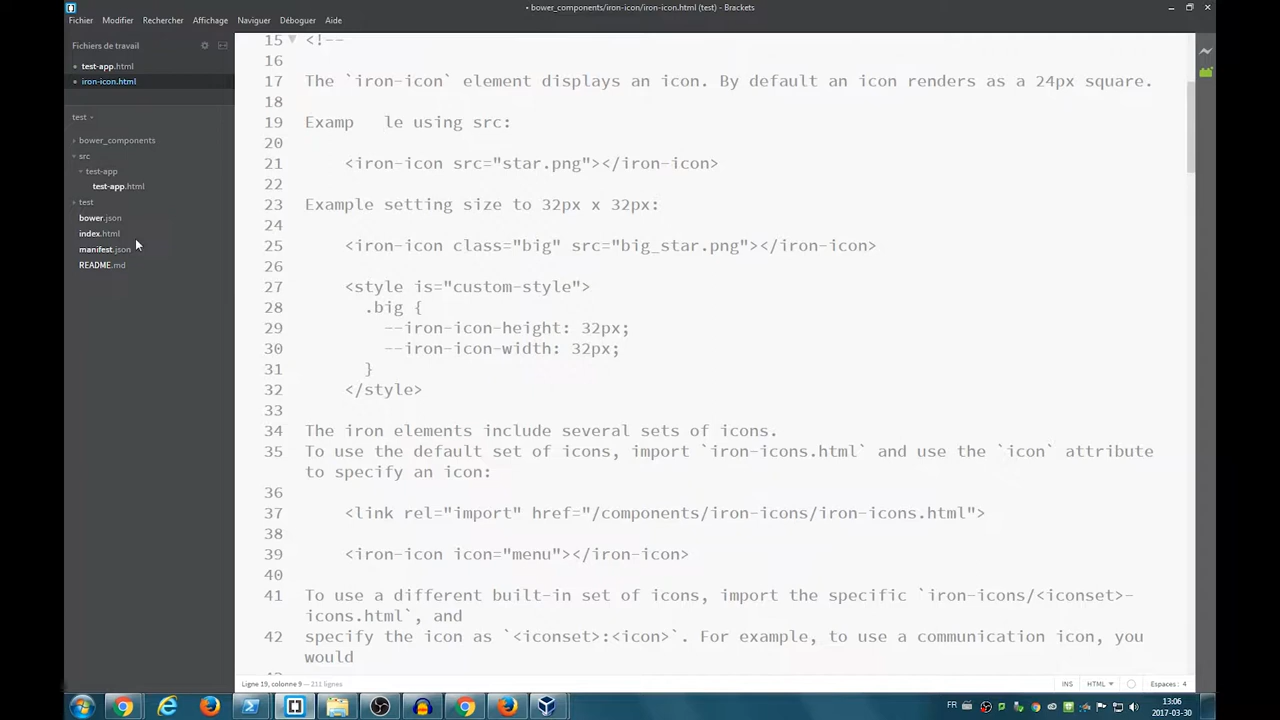 • bower_components/iron-icon/iron-icon.html (test) - Brackets
Fichier Modifier Rechercher Affichage Naviguer Déboguer Aide
Fichiers de travail
test-app.html
iron-icon.html
test
bower_components
src
test-app
test-app.html
test
bower.json
index.html
manifest.json
README.md
15 <!--
16
17 The `iron-icon` element displays an icon. By default an icon renders as a 24px square.
18
19 Examp   le using src:
20
21 <iron-icon src="star.png"></iron-icon>
22
23 Example setting size to 32px x 32px:
24
25 <iron-icon class="big" src="big_star.png"></iron-icon>
26
27 <style is="custom-style">
28 .big {
29 --iron-icon-height: 32px;
30 --iron-icon-width: 32px;
31 }
32 </style>
33
34 The iron elements include several sets of icons.
35 To use the default set of icons, import `iron-icons.html` and use the `icon` attribute
to specify an icon:
36
37 <link rel="import" href="/components/iron-icons/iron-icons.html">
38
39 <iron-icon icon="menu"></iron-icon>
40
41 To use a different built-in set of icons, import the specific `iron-icons/<iconset>-
icons.html`, and
42 specify the icon as `<iconset>:<icon>`. For example, to use a communication icon, you
would
Ligne 19, colonne 9 — 211 lignes
INS HTML Espaces : 4
FR 13:06
2017-03-30